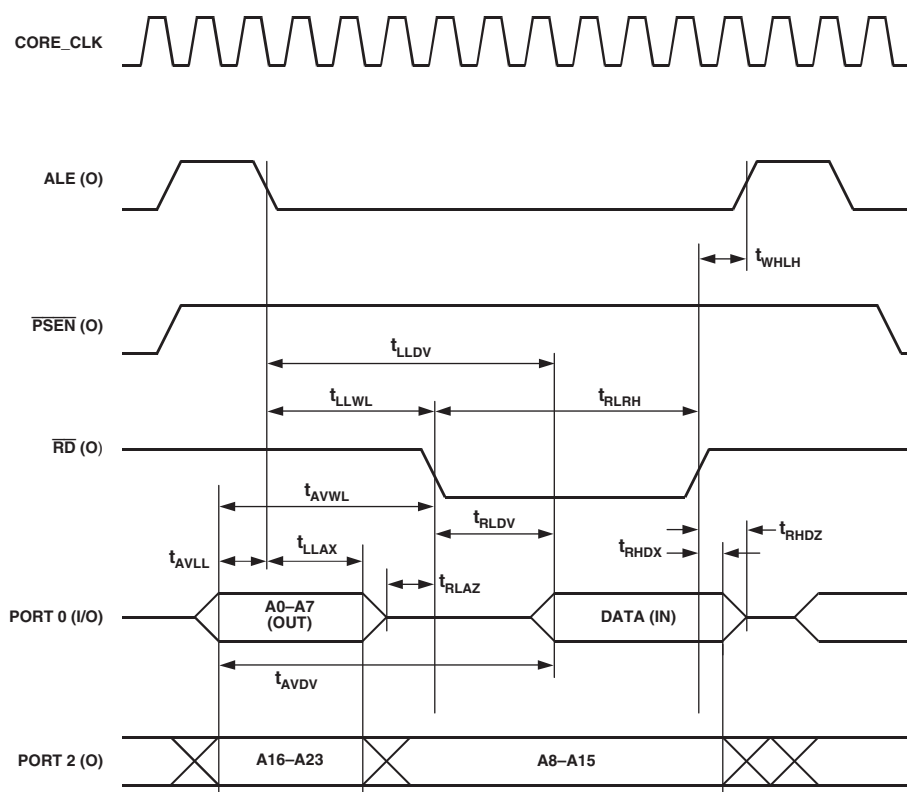 CORE_CLK
ALE (O)
tWHLH
PSEN (O)
tLLDV
tLLWL
tRLRH
RD (O)
tAVWL
tRLDV
tRHDZ
tAVLL
tLLAX
tRHDX
tRLAZ
PORT 0 (I/O)
A0–A7
(OUT)
DATA (IN)
tAVDV
PORT 2 (O)
A16–A23
A8–A15